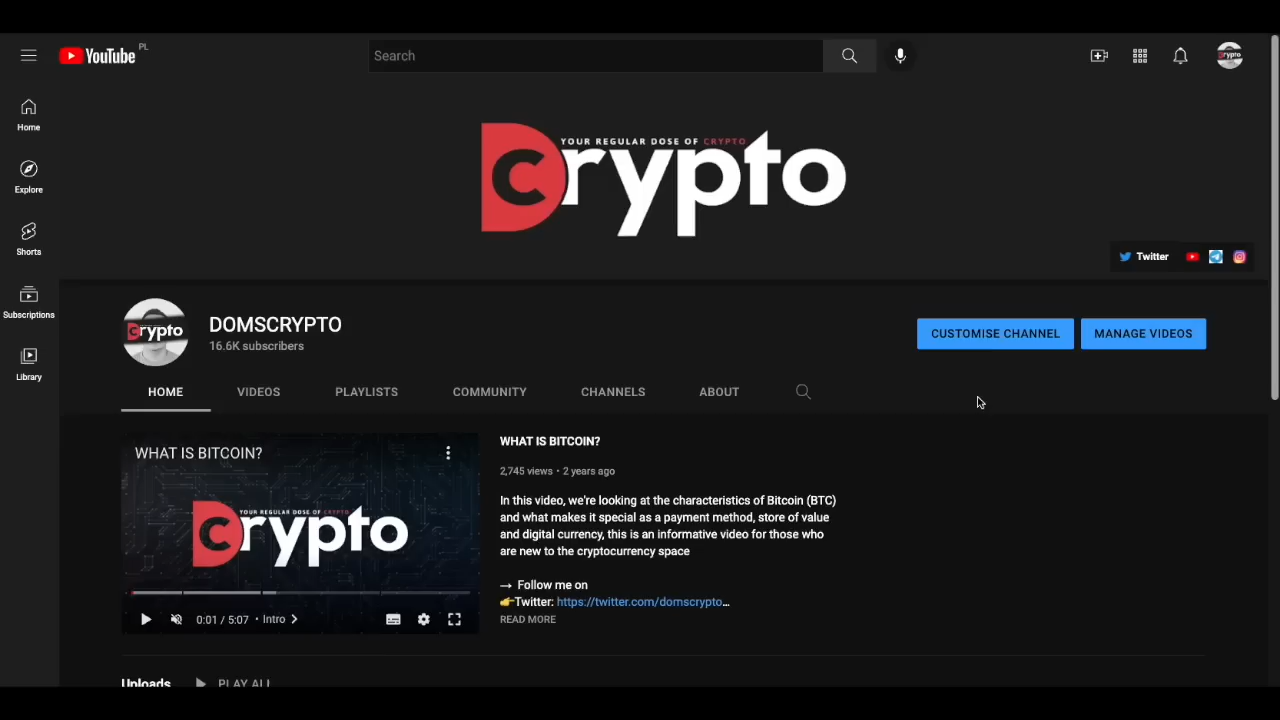 YouTube PL
Search
Home
Explore
Shorts
Subscriptions
Library
YOUR REGULAR DOSE OF CRYPTO
crypto
Twitter
crypto
crypto
DOMSCRYPTO
16.6K subscribers
CUSTOMISE CHANNEL
MANAGE VIDEOS
HOME VIDEOS PLAYLISTS COMMUNITY CHANNELS ABOUT
WHAT IS BITCOIN?
YOUR REGULAR DOSE OF CRYPTO
crypto
0:01 / 5:07 • Intro
WHAT IS BITCOIN?
2,745 views • 2 years ago
In this video, we're looking at the characteristics of Bitcoin (BTC)
and what makes it special as a payment method, store of value
and digital currency, this is an informative video for those who
are new to the cryptocurrency space
→ Follow me on
👉Twitter: https://twitter.com/domscrypto…
READ MORE
Uploads PLAY ALL